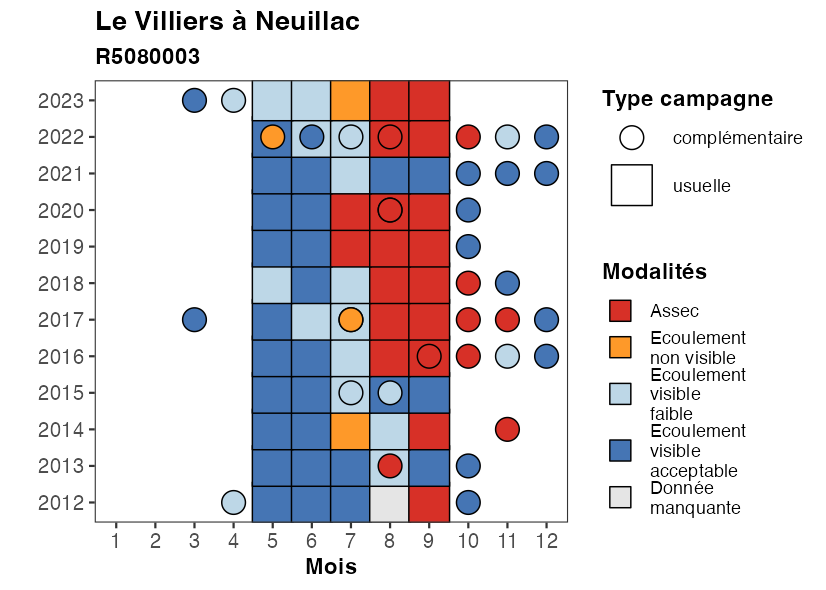 Le Villiers à Neuillac
R5080003
2023
2022
2021
2020
2019
2018
2017
2016
2015
2014
2013
2012
1 2 3 4 5 6 7 8 9 10 11 12
Mois
Type campagne
complémentaire
usuelle
Modalités
Assec
Ecoulement
non visible
Ecoulement
visible
faible
Ecoulement
visible
acceptable
Donnée
manquante